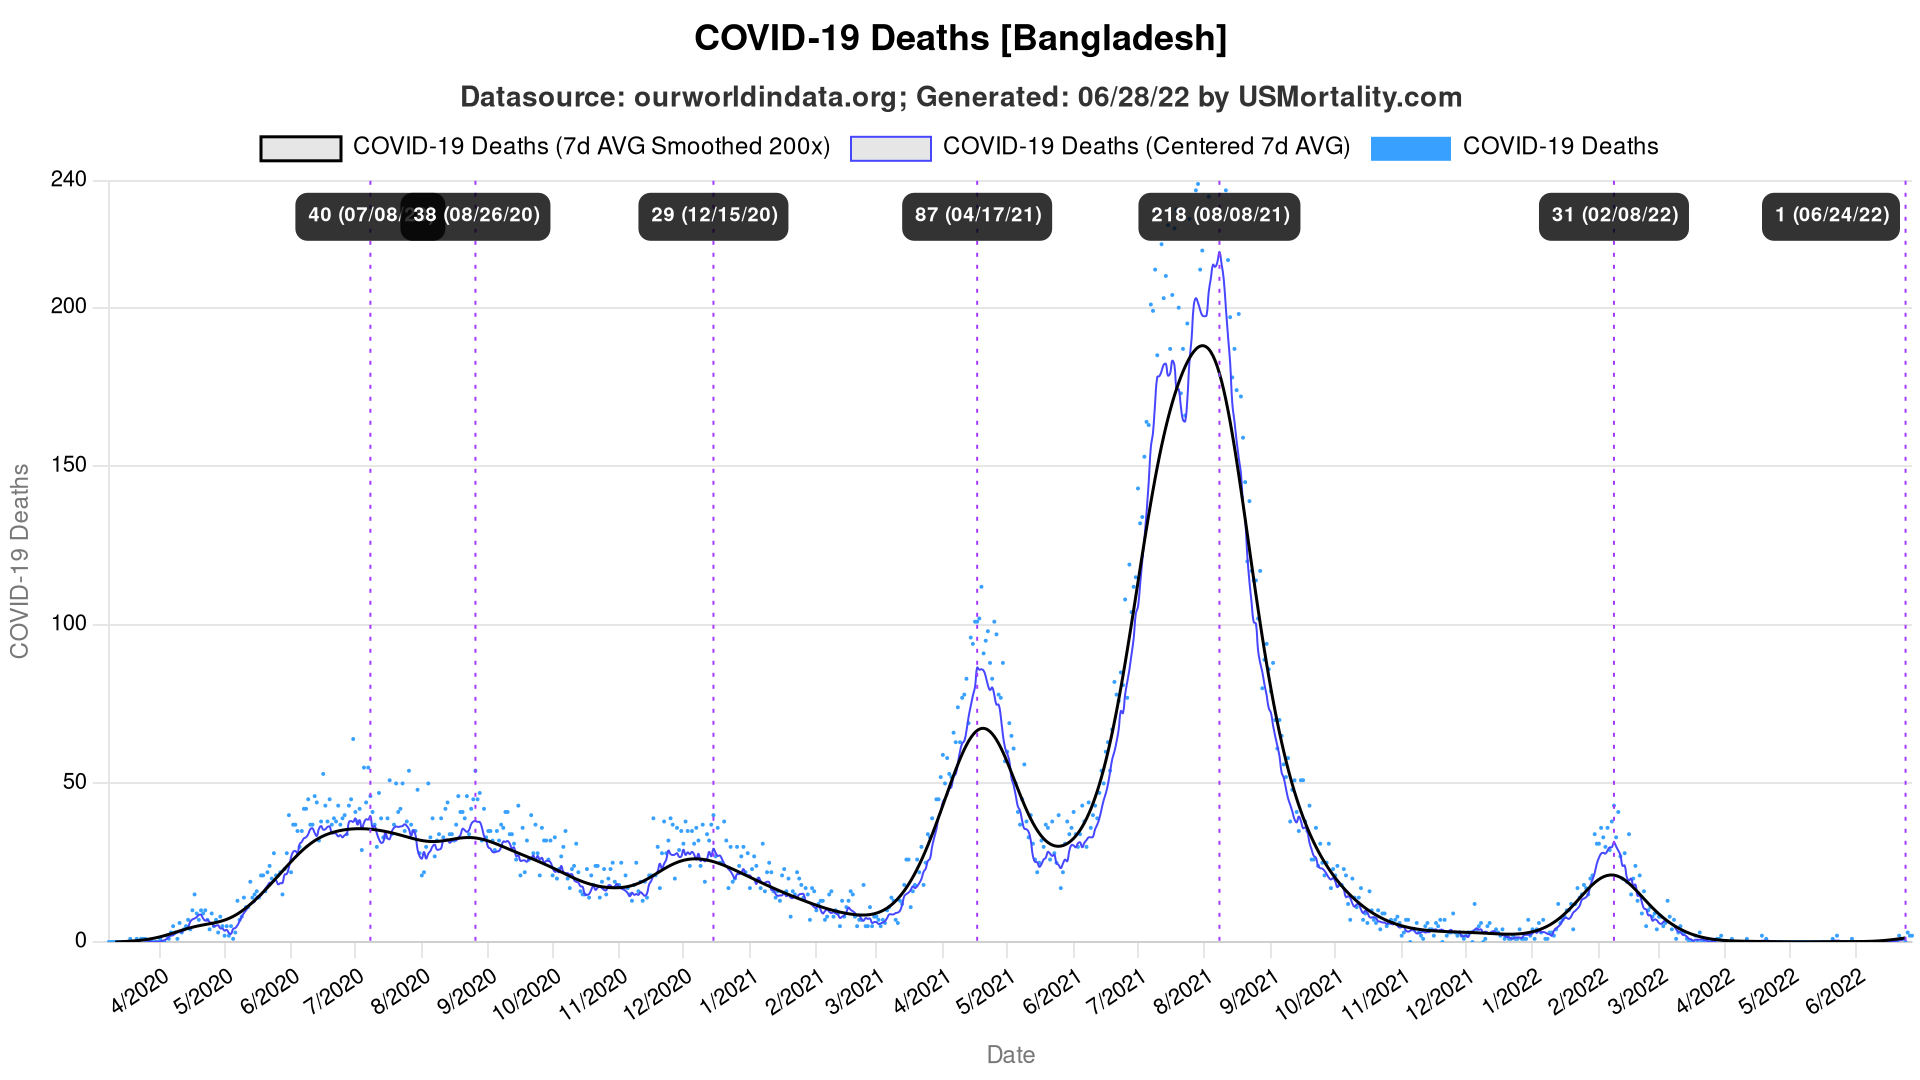 COVID-19 Deaths [Bangladesh]
Datasource: ourworldindata.org; Generated: 06/28/22 by USMortality.com
COVID-19 Deaths (7d AVG Smoothed 200x) COVID-19 Deaths (Centered 7d AVG) COVID-19 Deaths
240
40 (07/08/ 38 (08/26/20) 29 (12/15/20) 87 (04/17/21) 218 (08/08/21) 31 (02/08/22) 1 (06/24/22)
200
150
100
50
0
COVID-19 Deaths
4/2020 5/2020 6/2020 7/2020 8/2020 9/2020 10/2020 11/2020 12/2020 1/2021 2/2021 3/2021 4/2021 5/2021 6/2021 7/2021 8/2021 9/2021 10/2021 11/2021 12/2021 1/2022 2/2022 3/2022 4/2022 5/2022 6/2022
Date